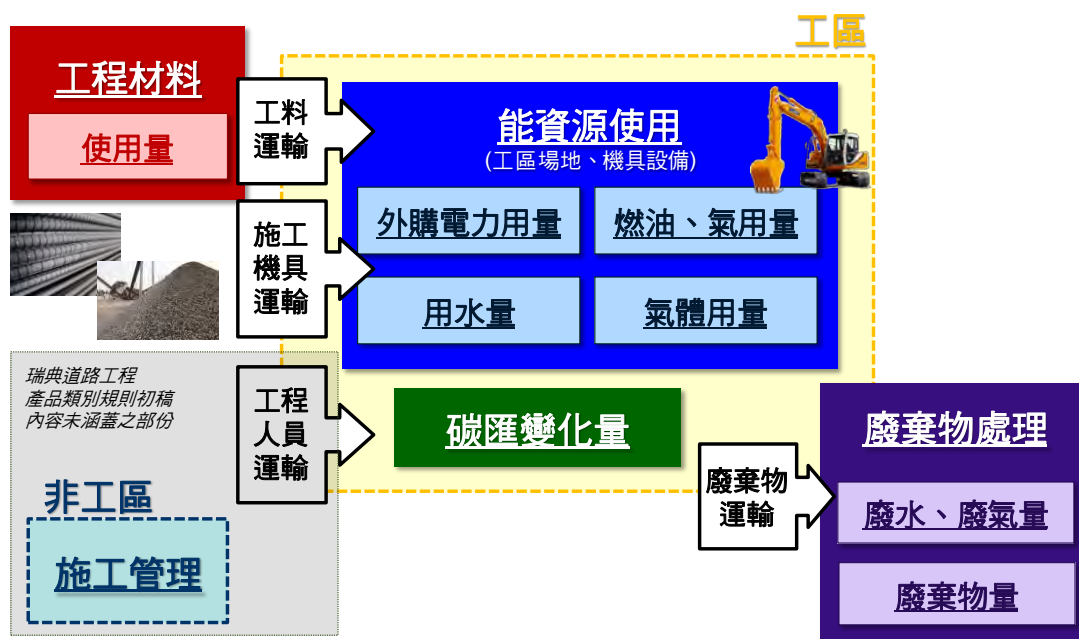 工區
工程材料
使用量
工料
運輸
能資源使用
(工區場地、機具設備)
外購電力用量
燃油、氣用量
用水量
氣體用量
施工
機具
運輸
瑞典道路工程
產品類別規則初稿
內容未涵蓋之部份
工程
人員
運輸
碳匯變化量
非工區
施工管理
廢棄物
運輸
廢棄物處理
廢水、廢氣量
廢棄物量